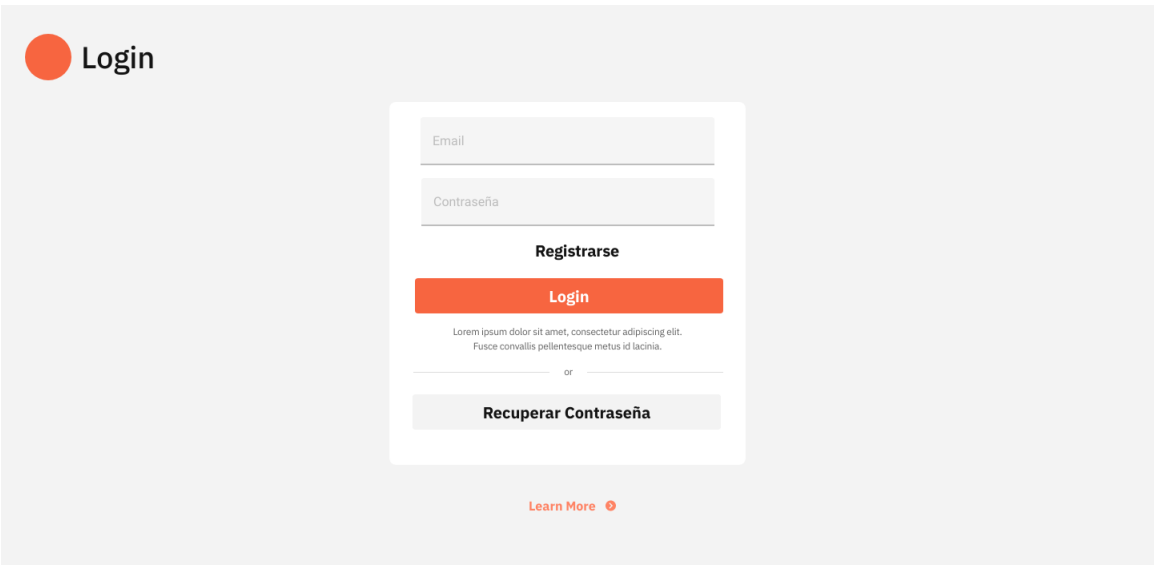 Login
Email
Contraseña
Registrarse
Login
Lorem ipsum dolor sit amet, consectetur adipiscing elit.
Fusce convallis pellentesque metus id lacinia.
or
Recuperar Contraseña
Learn More